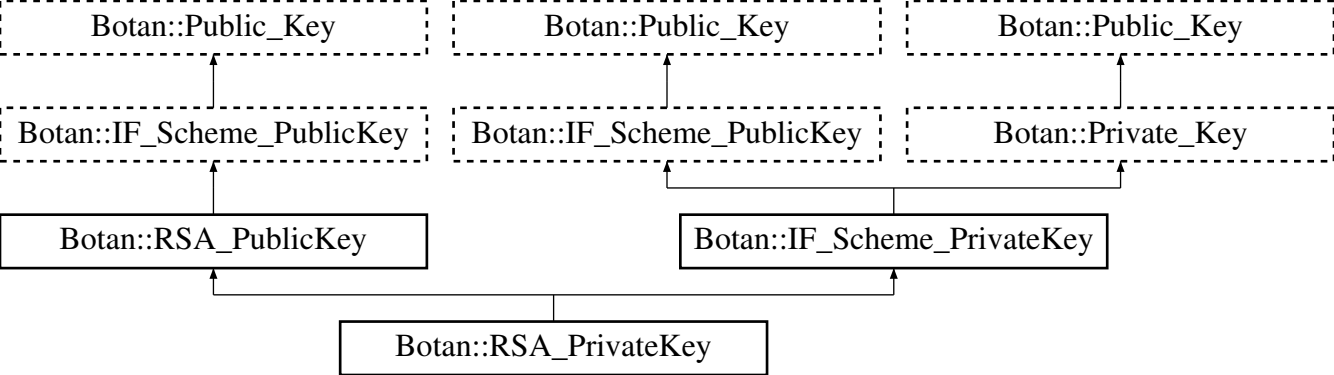 Botan::Public_Key
Botan::Public_Key
Botan::Public_Key
Botan::IF_Scheme_PublicKey
Botan::IF_Scheme_PublicKey
Botan::Private_Key
Botan::RSA_PublicKey
Botan::IF_Scheme_PrivateKey
Botan::RSA_PrivateKey